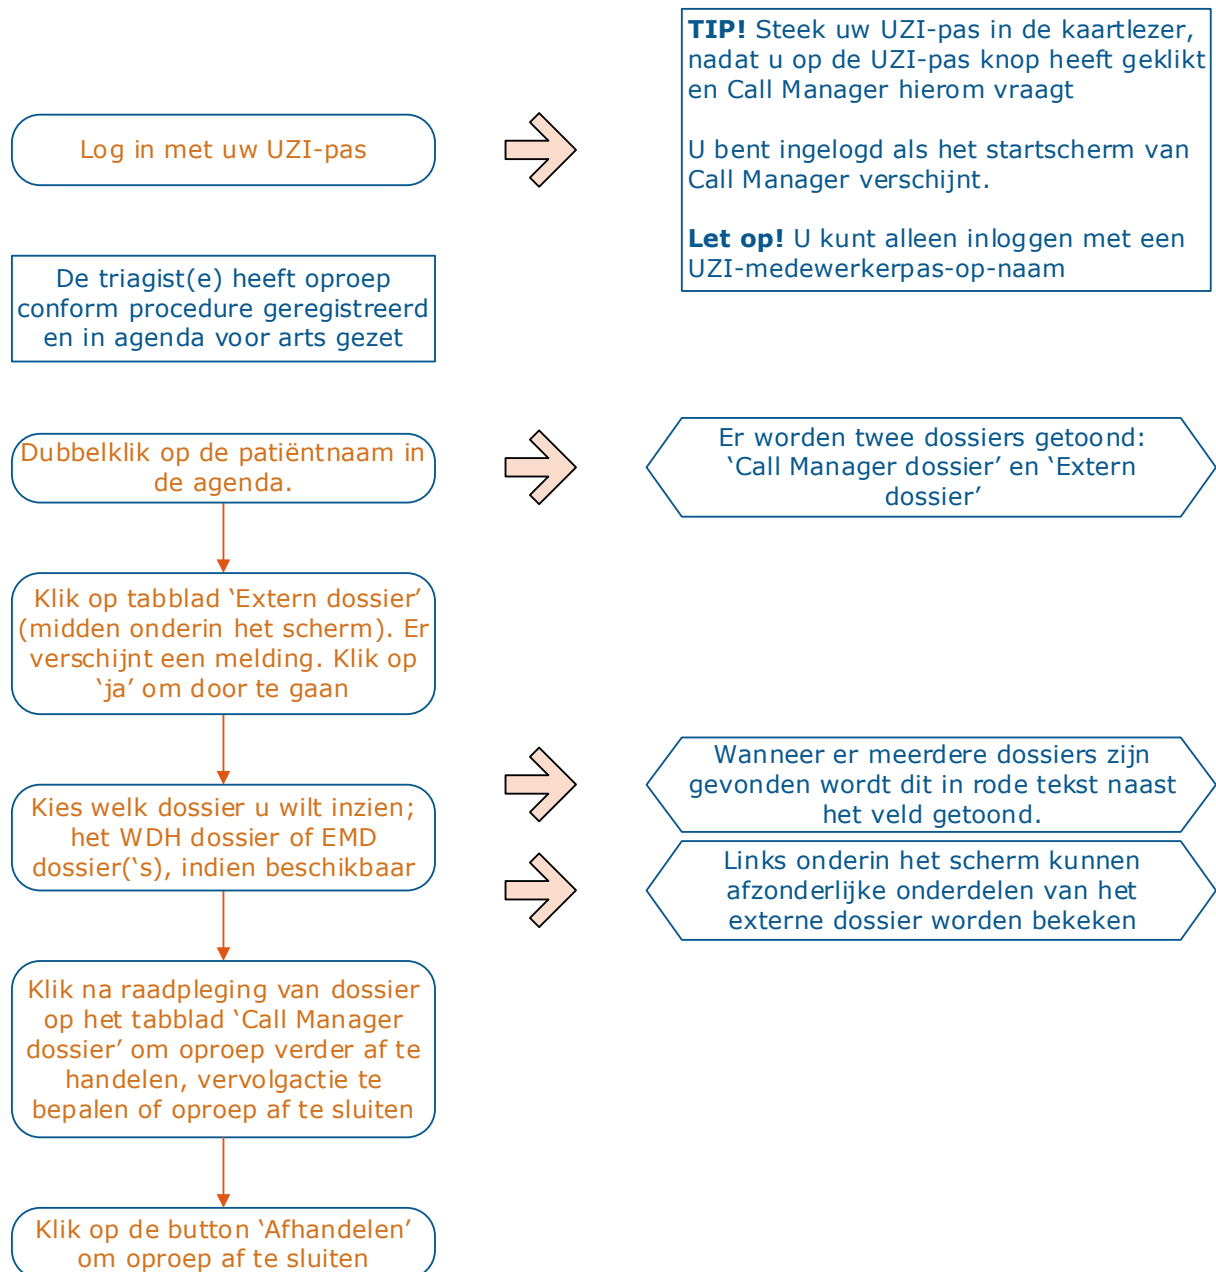 Log in met uw UZI-pas
TIP! Steek uw UZI-pas in de kaartlezer,
nadat u op de UZI-pas knop heeft geklikt
en Call Manager hierom vraagt
U bent ingelogd als het startscherm van
Call Manager verschijnt.
Let op! U kunt alleen inloggen met een
UZI-medewerkerpas-op-naam
De triagist(e) heeft oproep
conform procedure geregistreerd
en in agenda voor arts gezet
Dubbelklik op de patiëntnaam in
de agenda.
Er worden twee dossiers getoond:
‘Call Manager dossier’ en ‘Extern
dossier’
Klik op tabblad ‘Extern dossier’
(midden onderin het scherm). Er
verschijnt een melding. Klik op
‘ja’ om door te gaan
Kies welk dossier u wilt inzien;
het WDH dossier of EMD
dossier(‘s), indien beschikbaar
Wanneer er meerdere dossiers zijn
gevonden wordt dit in rode tekst naast
het veld getoond.
Links onderin het scherm kunnen
afzonderlijke onderdelen van het
externe dossier worden bekeken
Klik na raadpleging van dossier
op het tabblad ‘Call Manager
dossier’ om oproep verder af te
handelen, vervolgactie te
bepalen of oproep af te sluiten
Klik op de button ‘Afhandelen’
om oproep af te sluiten